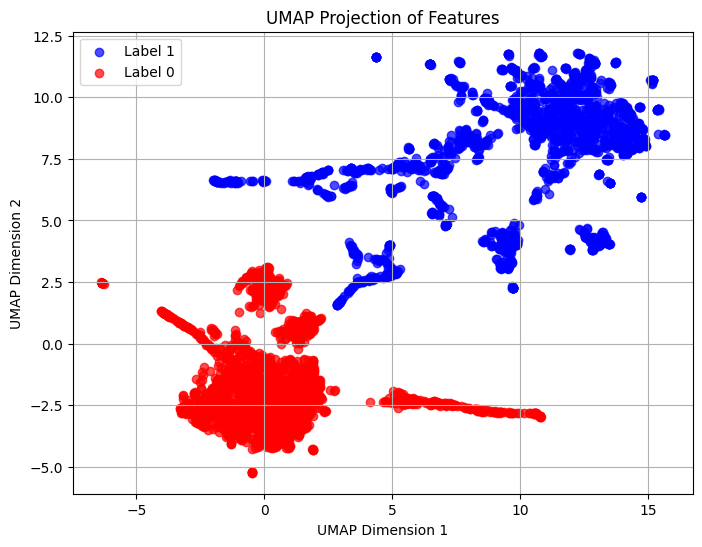 UMAP Projection of Features
Label 1
Label 0
12.5
10.0
7.5
5.0
2.5
0.0
−2.5
−5.0
UMAP Dimension 2
−5
0
5
10
15
UMAP Dimension 1